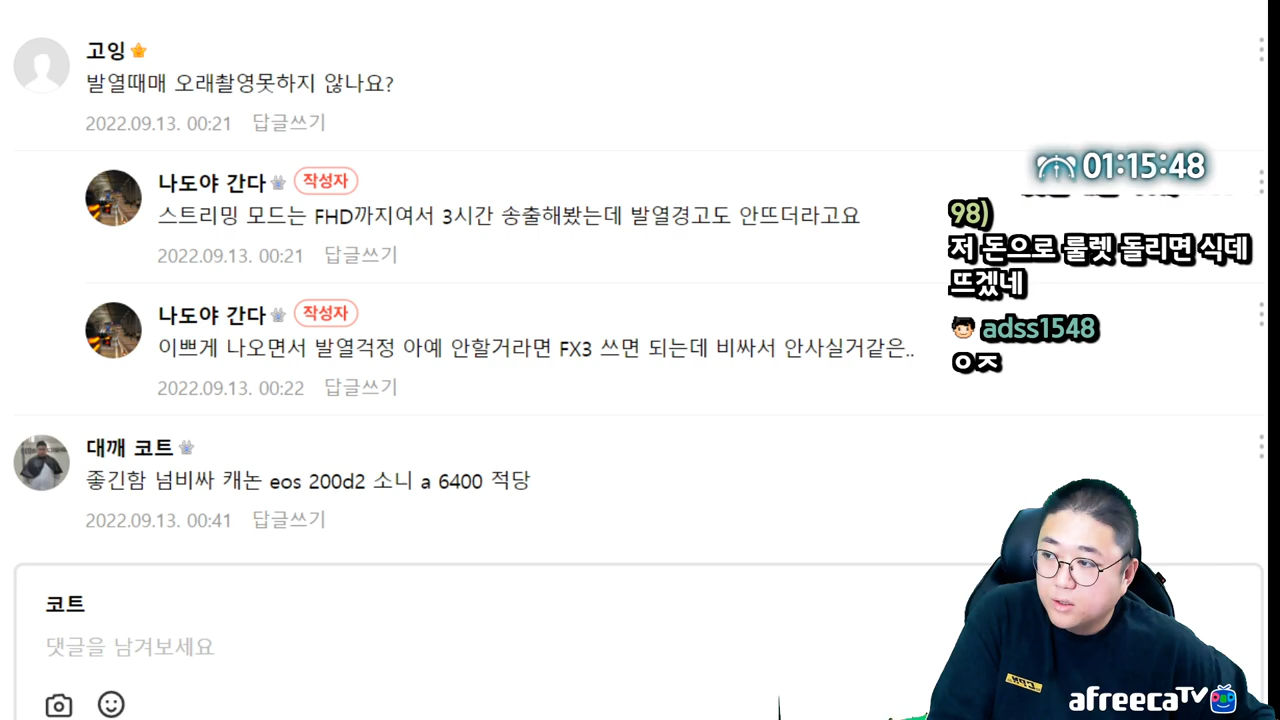 고잉
발열때매 오래촬영못하지 않나요?
2022.09.13. 00:21 답글쓰기
나도야 간다 작성자
스트리밍 모드는 FHD까지여서 3시간 송출해봤는데 발열경고도 안뜨더라고요
2022.09.13. 00:21 답글쓰기
나도야 간다 작성자
이쁘게 나오면서 발열걱정 아예 안할거라면 FX3 쓰면 되는데 비싸서 안사실거같은..
2022.09.13. 00:22 답글쓰기
대깨 코트
좋긴함 넘비싸 캐논 eos 200d2 소니 a 6400 적당
2022.09.13. 00:41 답글쓰기
코트
댓글을 남겨보세요
01:15:48
98)
저 돈으로 룰렛 돌리면 식데
뜨겠네
adss1548
ㅇㅈ
afreecaTV